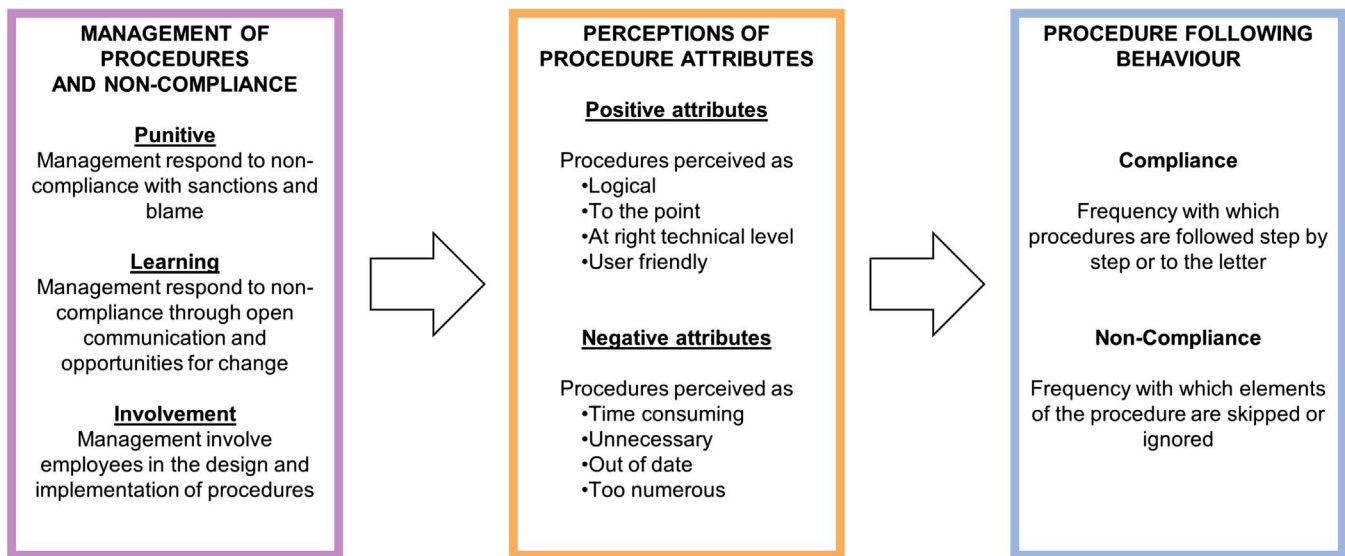 MANAGEMENT OF
PROCEDURES
AND NON-COMPLIANCE
Punitive
Management respond to non-
compliance with sanctions and
blame
Learning
Management respond to non-
compliance through open
communication and
opportunities for change
Involvement
Management involve
employees in the design and
implementation of procedures
PERCEPTIONS OF
PROCEDURE ATTRIBUTES
Positive attributes
Procedures perceived as
•Logical
•To the point
•At right technical level
•User friendly
Negative attributes
Procedures perceived as
•Time consuming
•Unnecessary
•Out of date
•Too numerous
PROCEDURE FOLLOWING
BEHAVIOUR
Compliance
Frequency with which
procedures are followed step by
step or to the letter
Non-Compliance
Frequency with which elements
of the procedure are skipped or
ignored